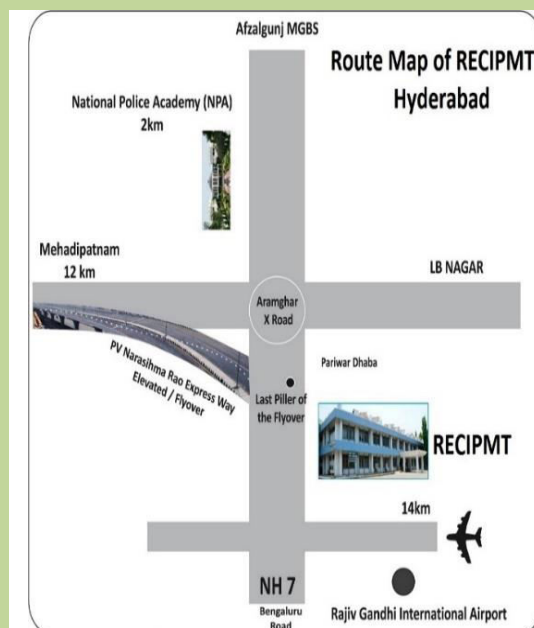 Afzalgunj MGBS
Route Map of RECIPMT
Hyderabad
National Police Academy (NPA)
2km
Mehadipatnam
12 km
LB NAGAR
Aramghar
X Road
PV Narasihma Rao Express Way
Elevated / Flyover
Pariwar Dhaba
Last Piller of
the Flyover
RECIPMT
14km
NH 7
Bengaluru
Road
Rajiv Gandhi International Airport